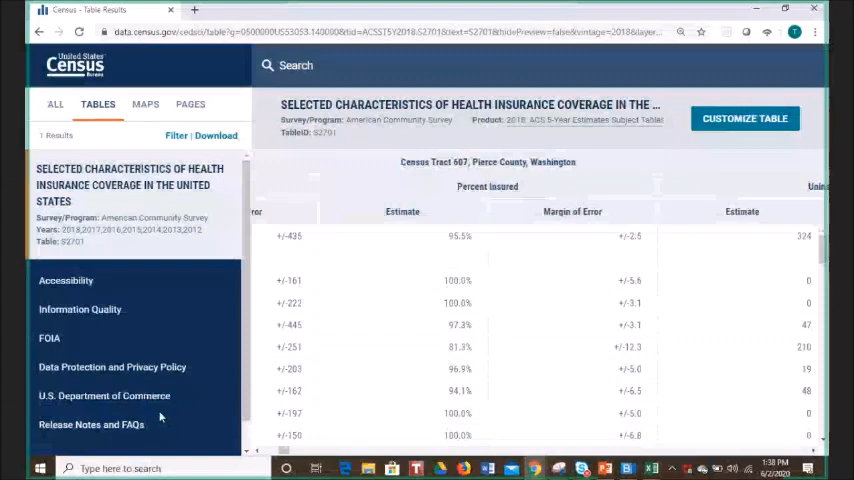 Census - Table Results
data.census.gov/cedsci/table?g=0500000US53053.140000&tid=ACSST5Y2018.S2701&text=S2701&hidePreview=false&vintage=2018&layer...
T
United States
Census
Bureau
Search
ALL TABLES MAPS PAGES
1 Results
Filter | Download
SELECTED CHARACTERISTICS OF HEALTH INSURANCE COVERAGE IN THE ...
Survey/Program: American Community Survey Product: 2018: ACS 5-Year Estimates Subject Tables
TableID: S2701
CUSTOMIZE TABLE
SELECTED CHARACTERISTICS OF HEALTH
INSURANCE COVERAGE IN THE UNITED
STATES
Survey/Program: American Community Survey
Years: 2018,2017,2016,2015,2014,2013,2012
Table: S2701
Accessibility
Information Quality
FOIA
Data Protection and Privacy Policy
U.S. Department of Commerce
Release Notes and FAQs
Census Tract 607, Pierce County, Washington
Percent Insured Unins
ror Estimate Margin of Error Estimate
+/-435 95.5% +/-2.5 324
+/-161 100.0% +/-5.6 0
+/-222 100.0% +/-3.1 0
+/-445 97.3% +/-3.1 47
+/-251 81.3% +/-12.3 210
+/-203 96.9% +/-5.0 19
+/-162 94.1% +/-6.5 48
+/-197 100.0% +/-5.0 0
+/-150 100.0% +/-6.8 0
Type here to search
1:38 PM
6/2/2020